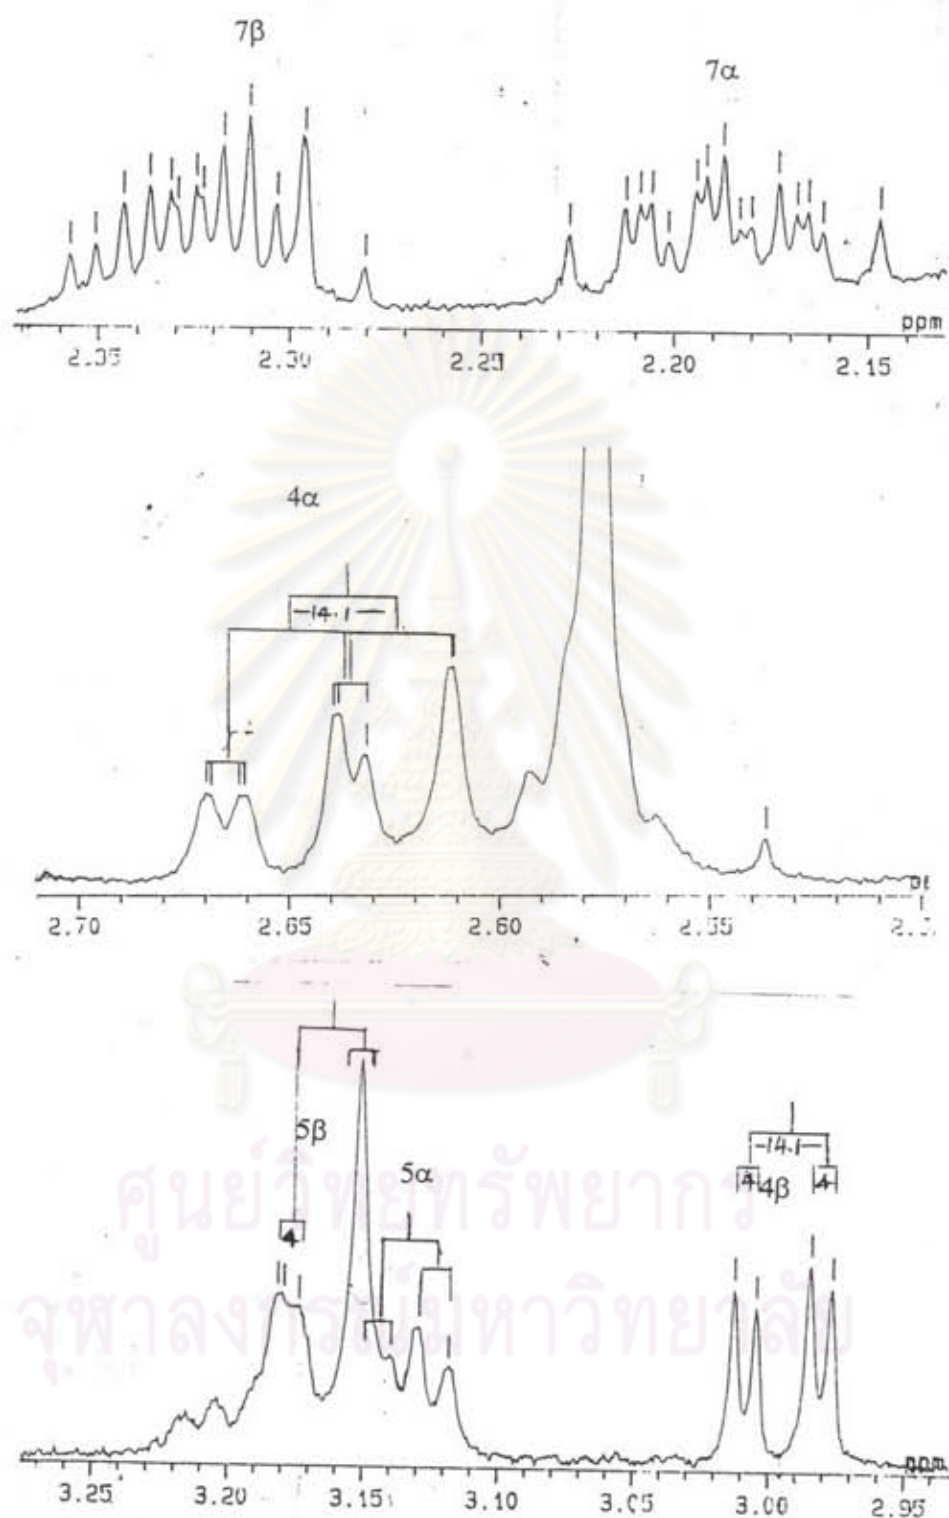 7β
7α
ppm
2.35 2.30 2.20 2.15
4α
14.1
2.70 2.65 2.60 2.55
5β
5α
4
14.1
4 4β 4
ศูนย์วิทยทรัพยากร
จุฬาลงกรณ์มหาวิทยาลัย
ppm
3.25 3.20 3.15 3.10 3.05 3.00 2.95